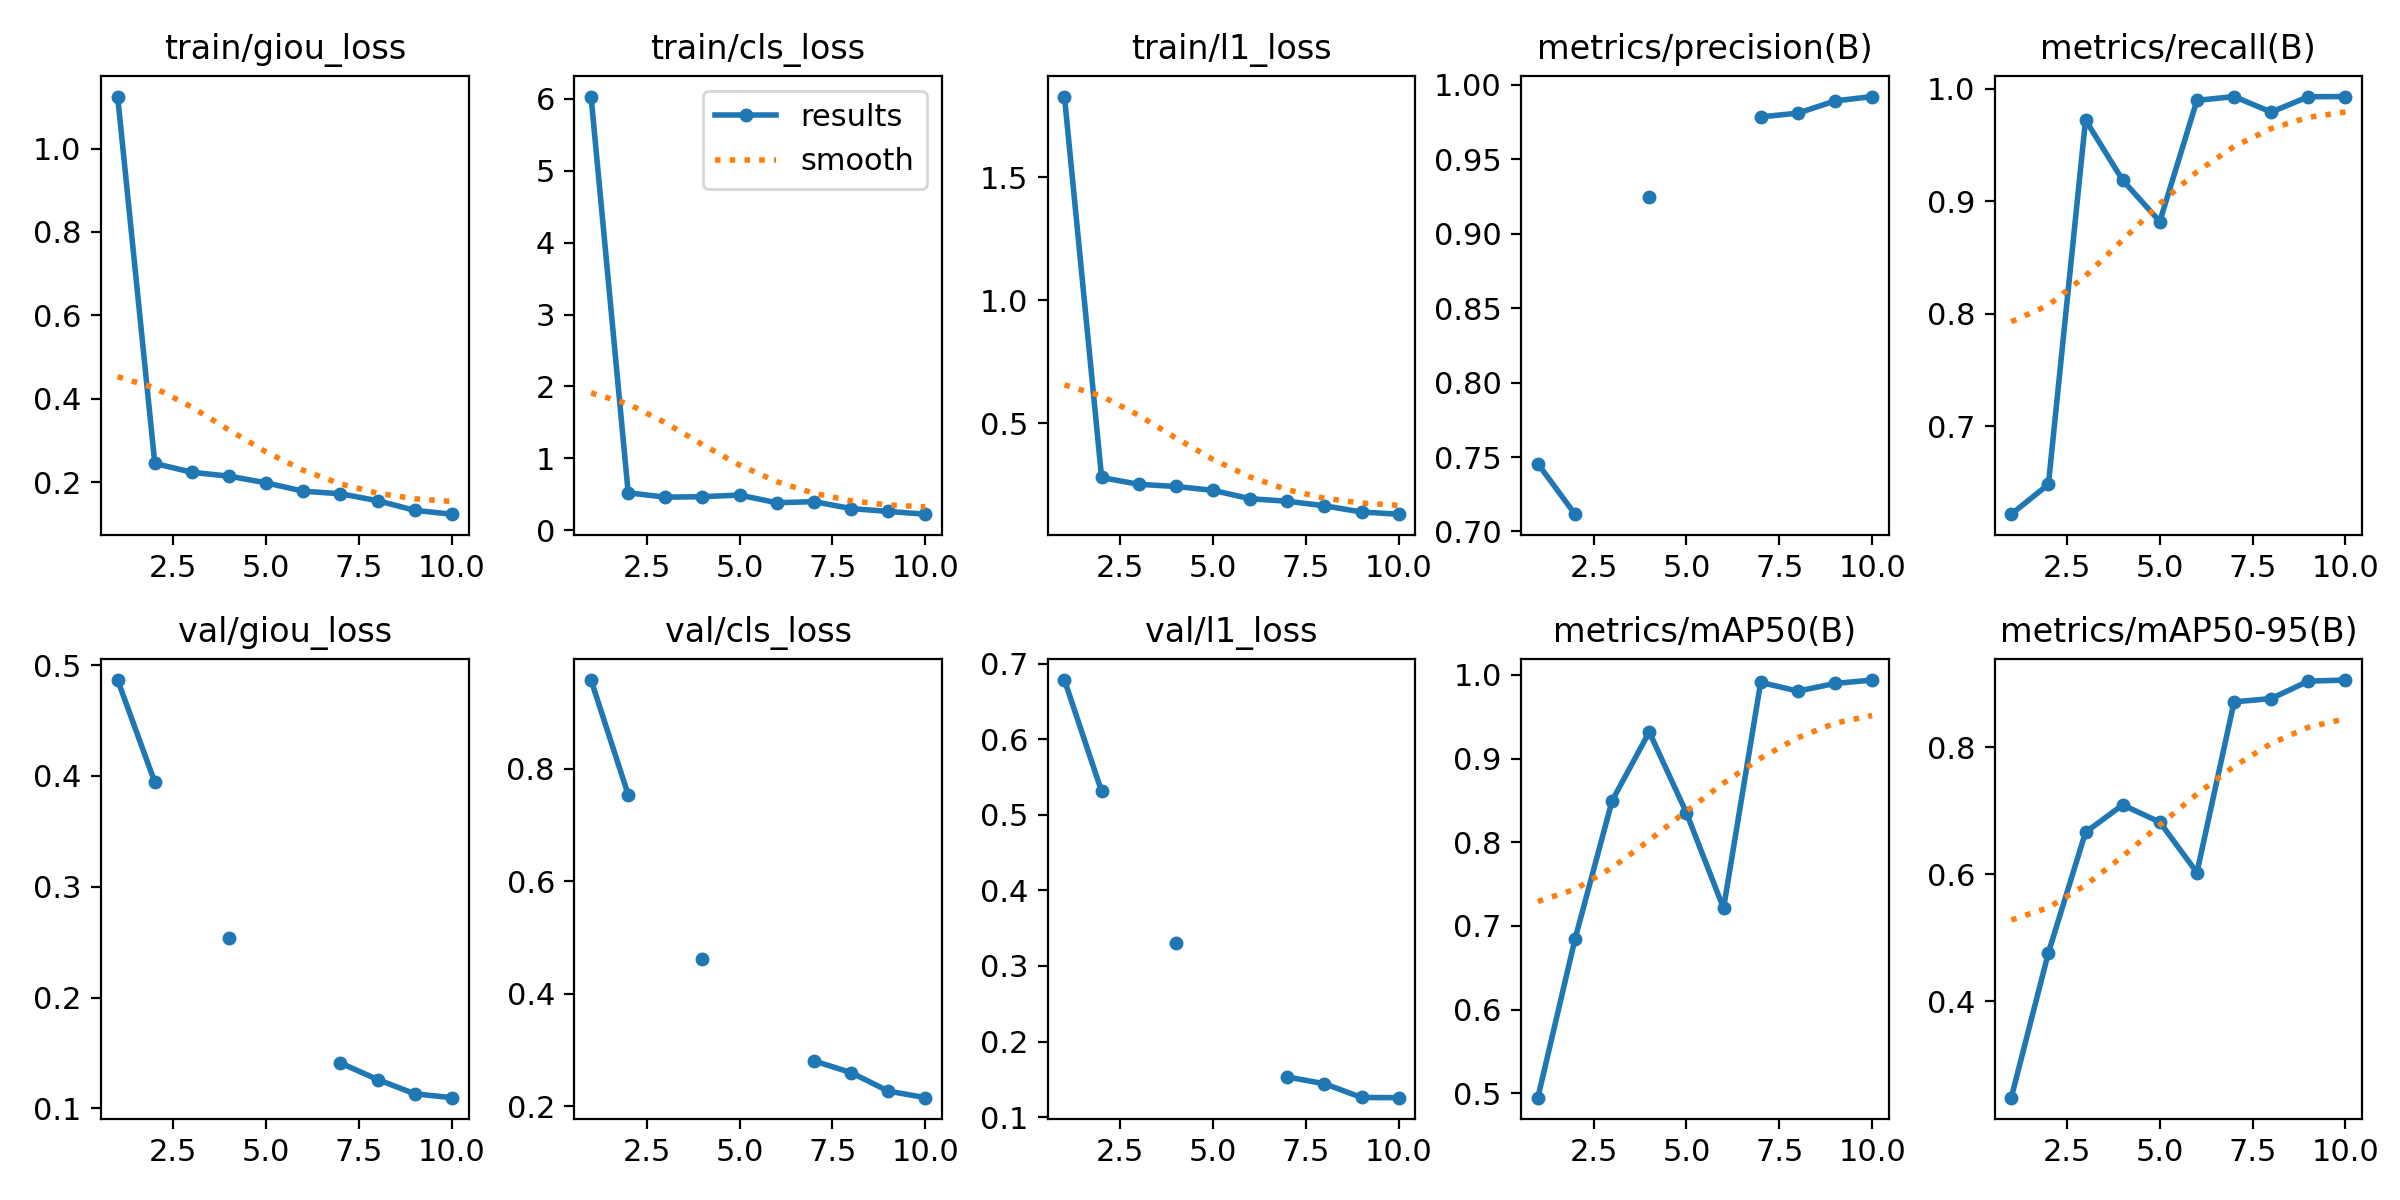 train/giou_loss
1.0
0.8
0.6
0.4
0.2
2.5 5.0 7.5 10.0
train/cls_loss
results
smooth
6
5
4
3
2
1
0
2.5 5.0 7.5 10.0
train/l1_loss
1.5
1.0
0.5
2.5 5.0 7.5 10.0
metrics/precision(B)
1.00
0.95
0.90
0.85
0.80
0.75
0.70
2.5 5.0 7.5 10.0
metrics/recall(B)
1.0
0.9
0.8
0.7
2.5 5.0 7.5 10.0
val/giou_loss
0.5
0.4
0.3
0.2
0.1
2.5 5.0 7.5 10.0
val/cls_loss
0.8
0.6
0.4
0.2
2.5 5.0 7.5 10.0
val/l1_loss
0.7
0.6
0.5
0.4
0.3
0.2
0.1
2.5 5.0 7.5 10.0
metrics/mAP50(B)
1.0
0.9
0.8
0.7
0.6
0.5
2.5 5.0 7.5 10.0
metrics/mAP50-95(B)
0.8
0.6
0.4
2.5 5.0 7.5 10.0